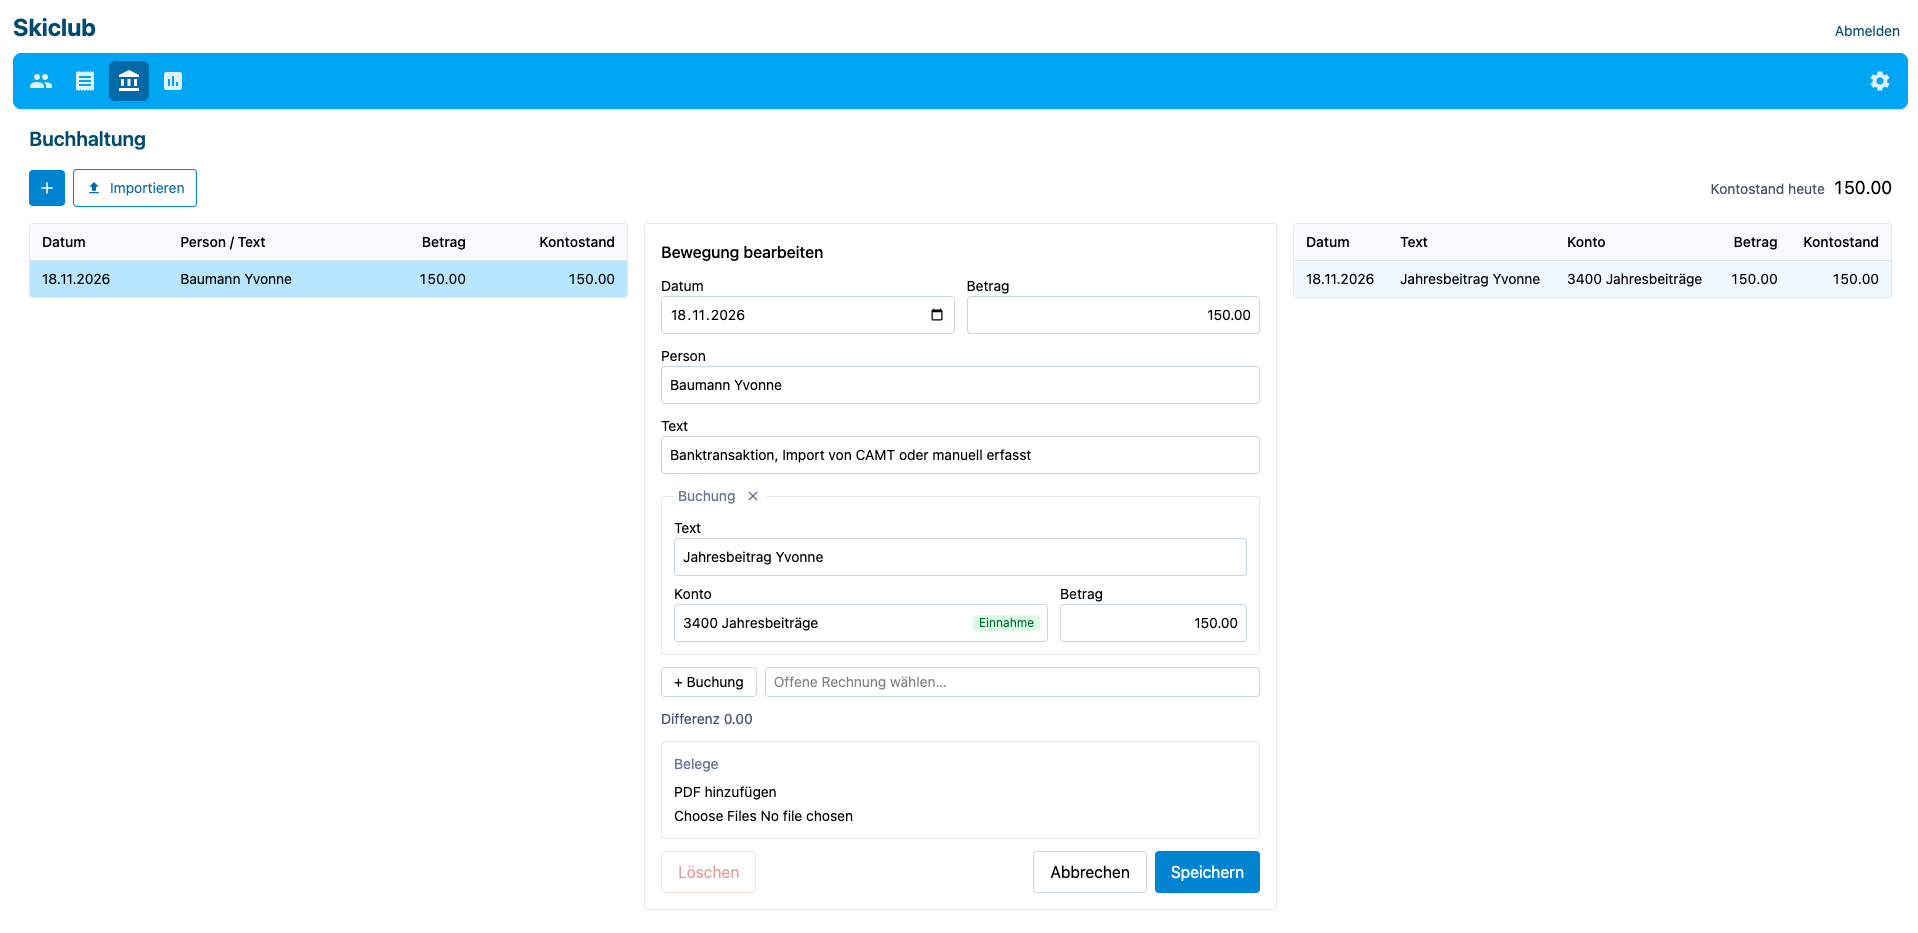 Skiclub
Abmelden
Buchhaltung
+
Importieren
Kontostand heute 150.00
Datum Person / Text Betrag Kontostand
18.11.2026 Baumann Yvonne 150.00 150.00
Bewegung bearbeiten
Datum Betrag
18.11.2026 150.00
Person
Baumann Yvonne
Text
Banktransaktion, Import von CAMT oder manuell erfasst
Buchung ×
Text
Jahresbeitrag Yvonne
Konto Betrag
3400 Jahresbeiträge Einnahme 150.00
+ Buchung Offene Rechnung wählen...
Differenz 0.00
Belege
PDF hinzufügen
Choose Files No file chosen
Löschen Abbrechen Speichern
Datum Text Konto Betrag Kontostand
18.11.2026 Jahresbeitrag Yvonne 3400 Jahresbeiträge 150.00 150.00